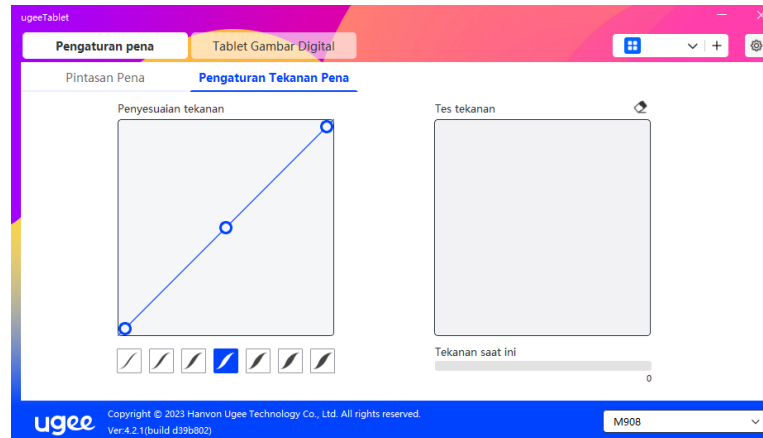 ugeeTablet
Pengaturan pena
Tablet Gambar Digital
Pintasan Pena
Pengaturan Tekanan Pena
Penyesuaian tekanan
Tes tekanan
Tekanan saat ini
0
ugee
Copyright © 2023 Hanvon Ugee Technology Co., Ltd. All rights reserved.
Ver:4.2.1(build d39b802)
M908